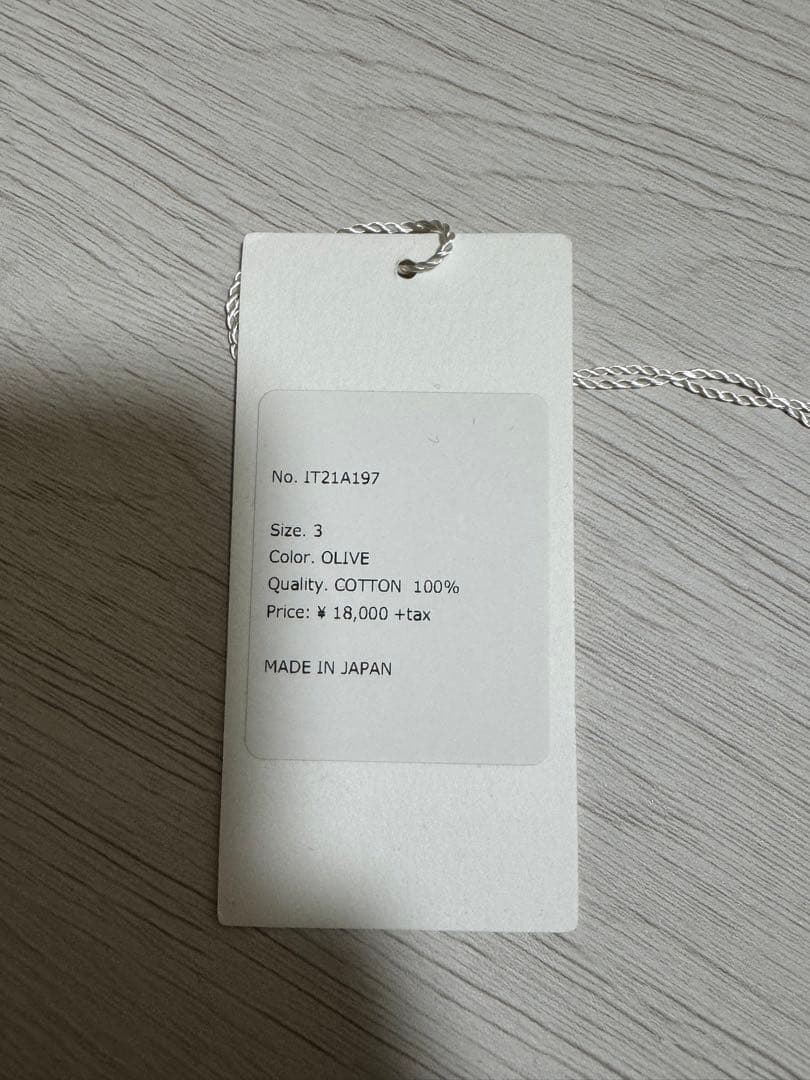 No. IT21A197
Size. 3
Color. OLIVE
Quality. COTTON 100%
Price: ¥ 18,000 +tax
MADE IN JAPAN